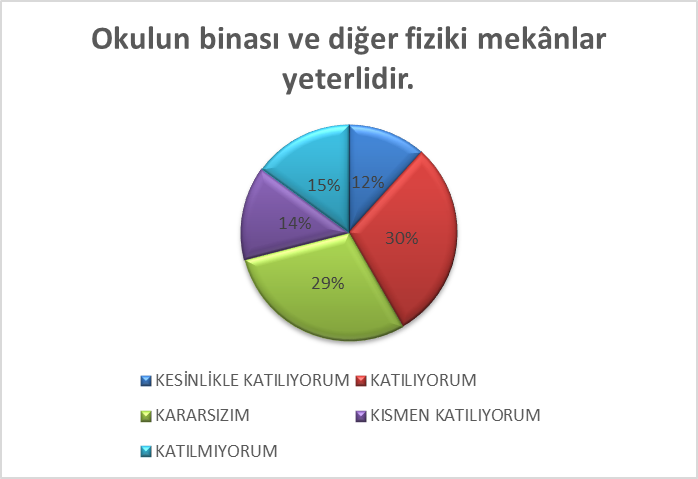 Okulun binası ve diğer fiziki mekânlar
yeterlidir.
12%
30%
29%
14%
15%
KESİNLİKLE KATILIYORUM
KATILIYORUM
KARARSIZIM
KISMEN KATILIYORUM
KATILMIYORUM